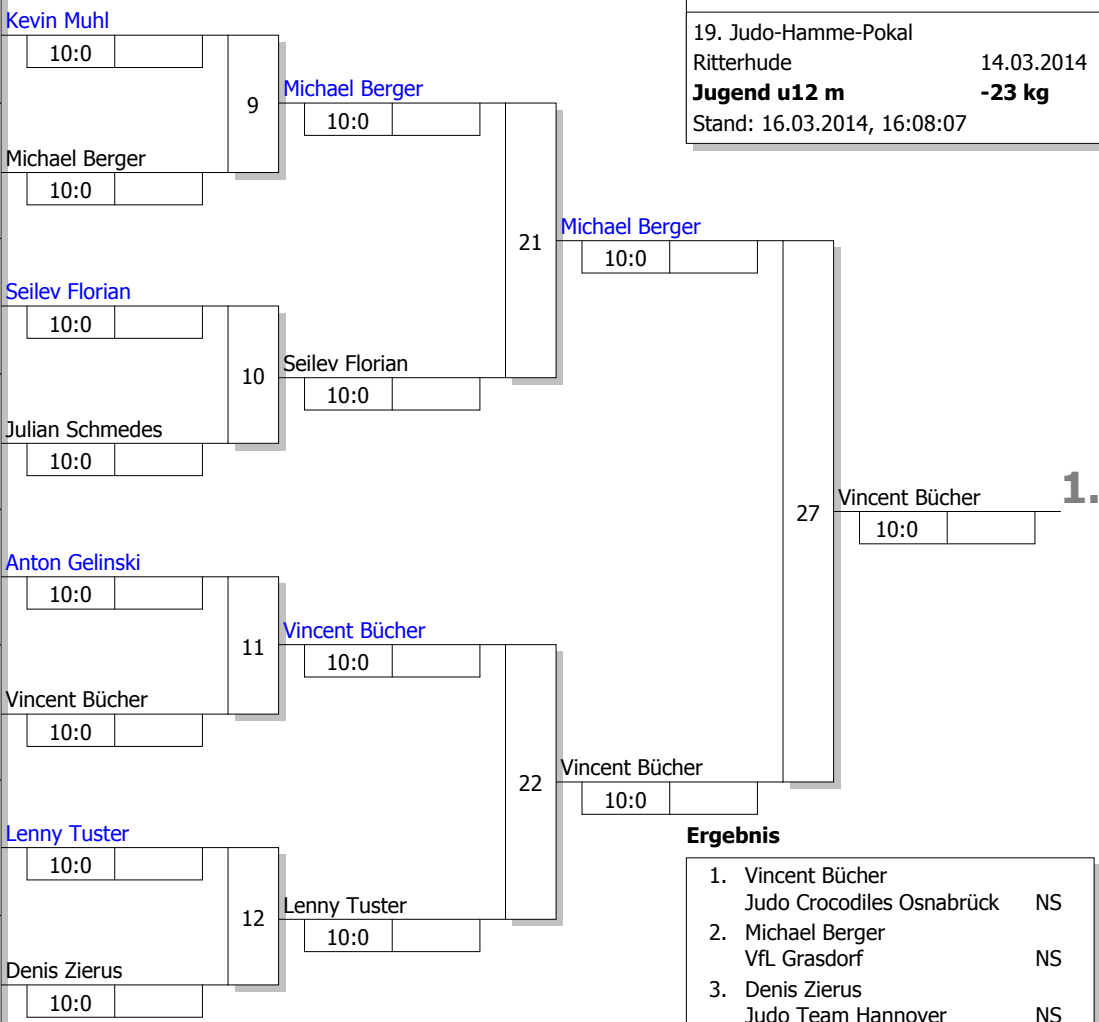 Kevin Muhl
10:0
9
Michael Berger
10:0
Michael Berger
10:0
21
Michael Berger
10:0
Seilev Florian
10:0
10
Seilev Florian
10:0
Julian Schmedes
10:0
27
Vincent Bücher
10:0
1.
Anton Gelinski
10:0
11
Vincent Bücher
10:0
Vincent Bücher
10:0
22
Vincent Bücher
10:0
Lenny Tuster
10:0
12
Lenny Tuster
10:0
Denis Zierus
10:0
19. Judo-Hamme-Pokal
Ritterhude 14.03.2014
Jugend u12 m -23 kg
Stand: 16.03.2014, 16:08:07
Ergebnis
1. Vincent Bücher
Judo Crocodiles Osnabrück NS
2. Michael Berger
VfL Grasdorf NS
3. Denis Zierus
Judo Team Hannover NS